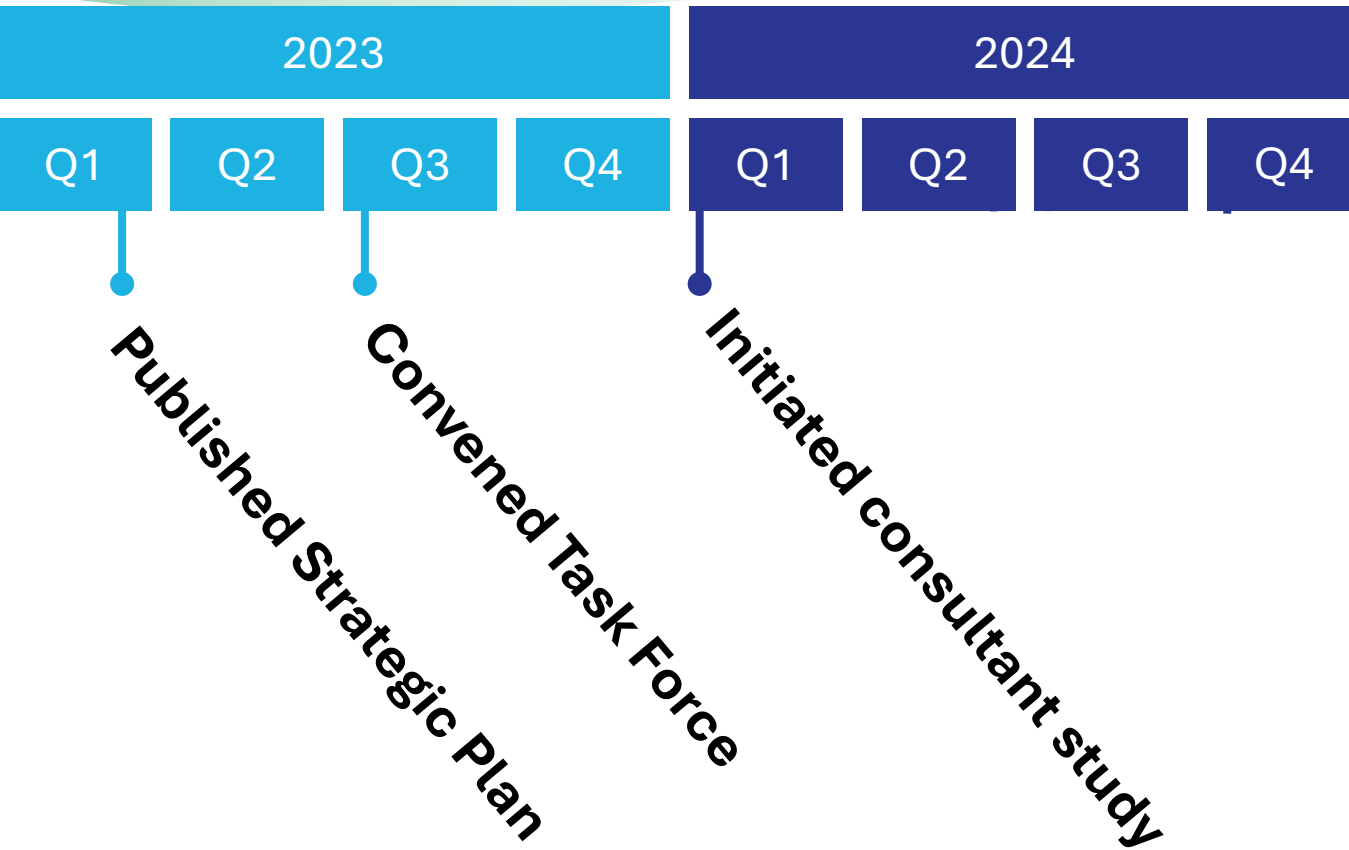 2023
2024
Q1
Q2
Q3
Q4
Q1
Q2
Q3
Q4
Published Strategic Plan
Convened Task Force
Initiated consultant study